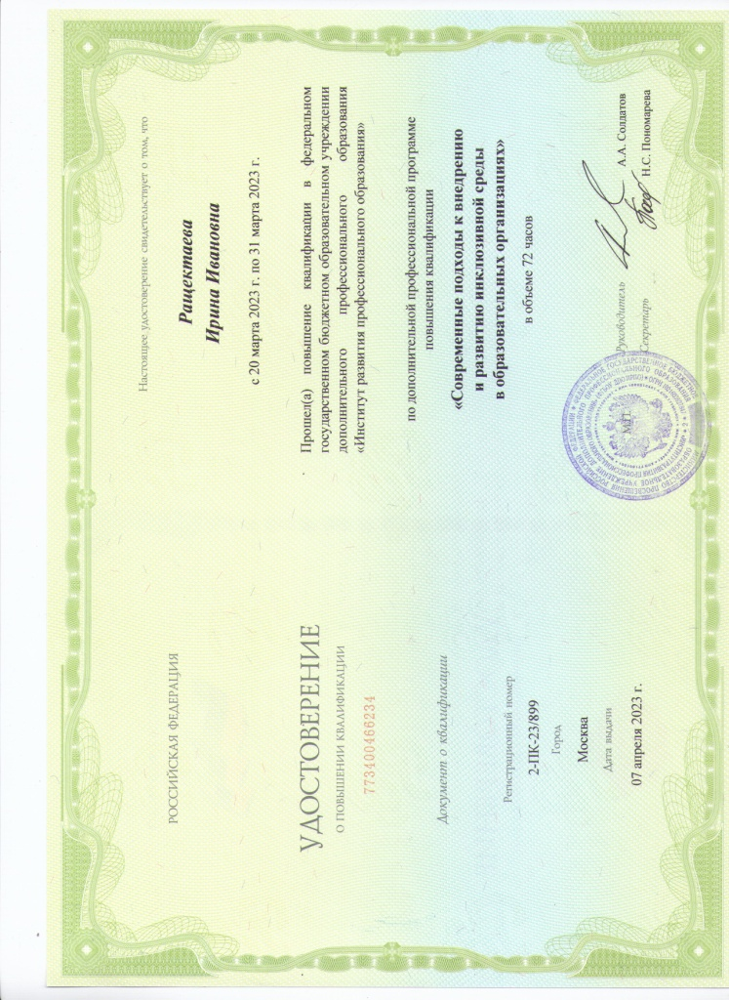 РОССИЙСКАЯ ФЕДЕРАЦИЯ
УДОСТОВЕРЕНИЕ
О ПОВЫШЕНИИ КВАЛИФИКАЦИИ
773400466234
Документ о квалификации
Регистрационный номер
2-ПК-23/899
Город
Москва
Дата выдачи
07 апреля 2023 г.
Настоящее удостоверение свидетельствует о том, что
Ращектаева
Ирина Ивановна
с 20 марта 2023 г. по 31 марта 2023 г.
Прошел(а) повышение квалификации в федеральном
государственном бюджетном образовательном учреждении
дополнительного профессионального образования
«Институт развития профессионального образования»
по дополнительной профессиональной программе
повышения квалификации
«Современные подходы к внедрению
и развитию инклюзивной среды
в образовательных организациях»
в объеме 72 часов
Руководитель А.А. Солдатов
Секретарь Н.С. Пономарева
М.П.